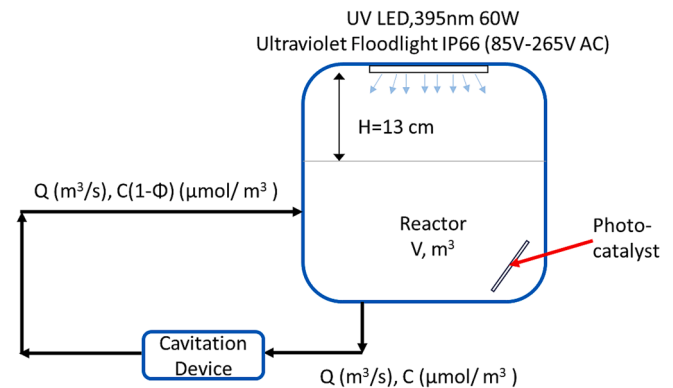 UV LED,395nm 60W
Ultraviolet Floodlight IP66 (85V-265V AC)
H=13 cm
Q (m³/s), C(1-Φ) (μmol/ m³ )
Reactor
V, m³
Photo-
catalyst
Cavitation
Device
Q (m³/s), C (μmol/ m³ )